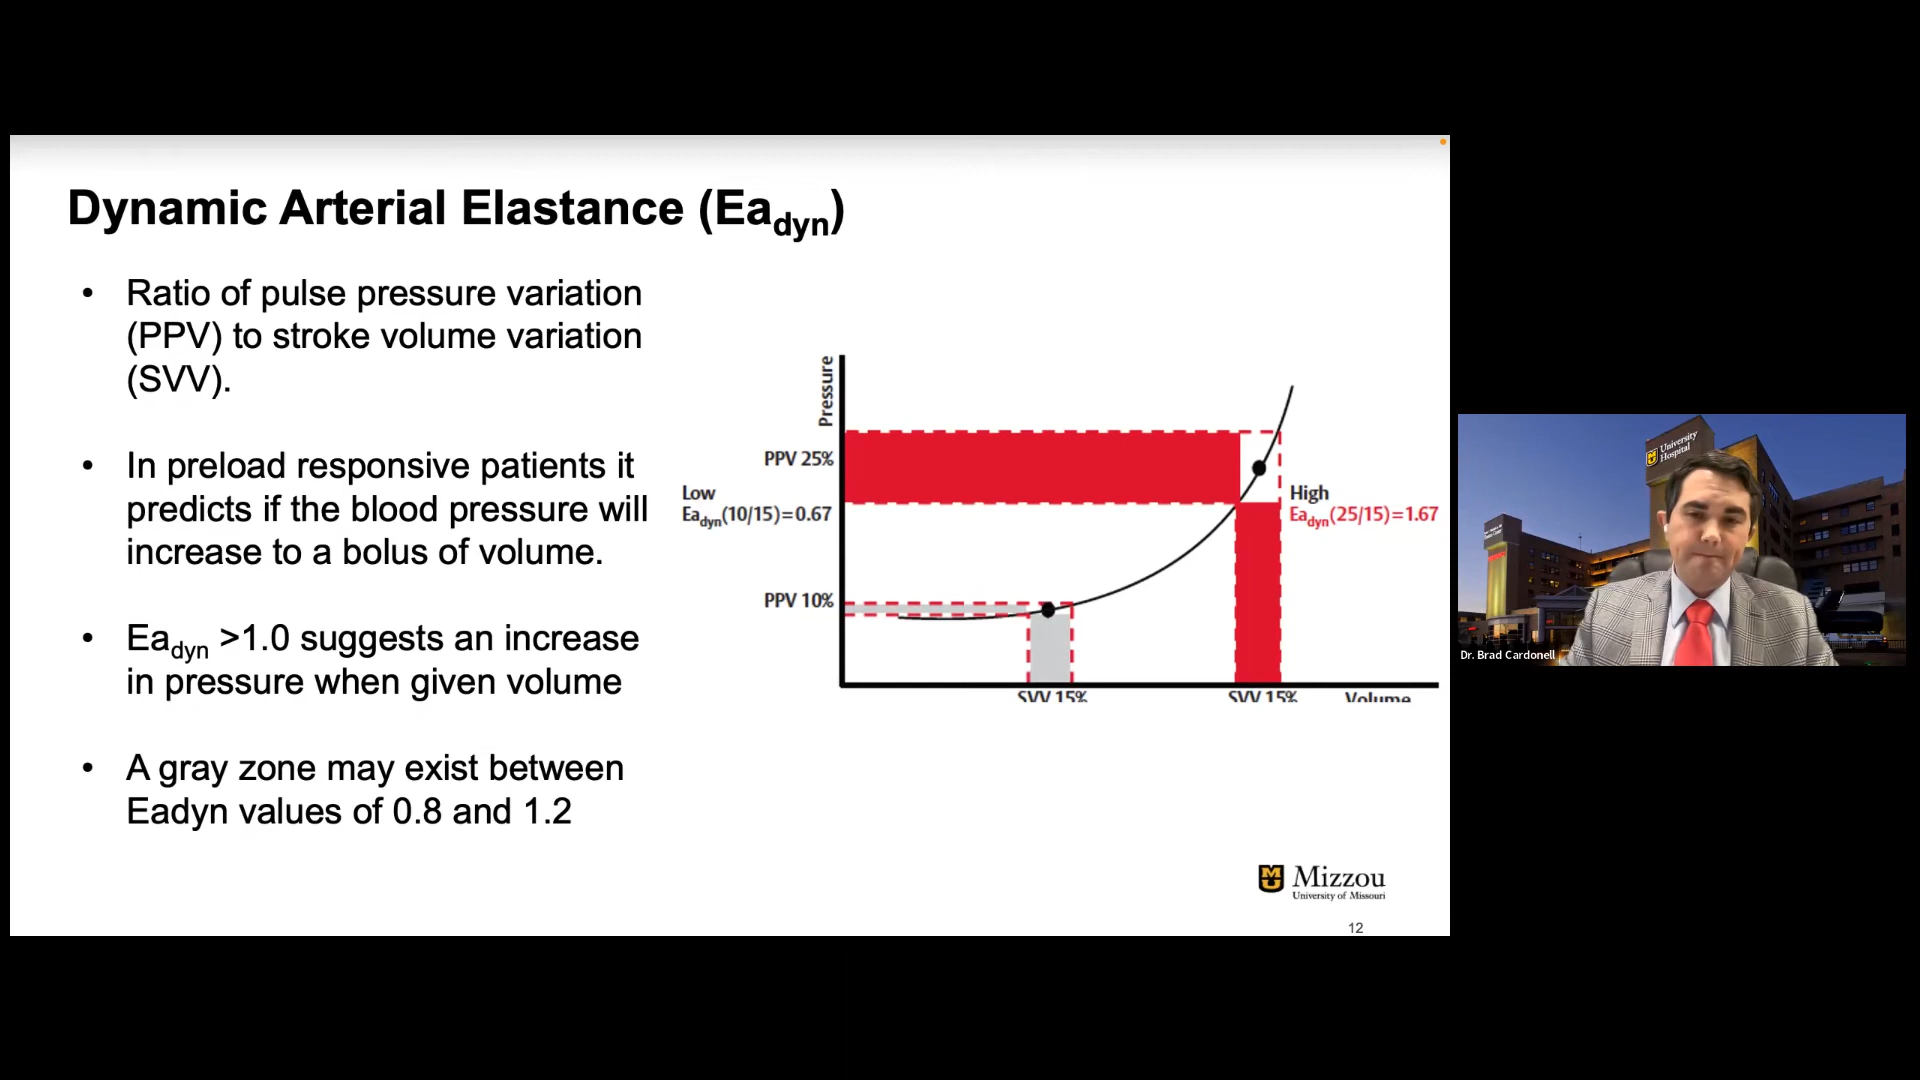 Dynamic Arterial Elastance (Eadyn)
• Ratio of pulse pressure variation
(PPV) to stroke volume variation
(SVV).
• In preload responsive patients it
predicts if the blood pressure will
increase to a bolus of volume.
• Eadyn >1.0 suggests an increase
in pressure when given volume
• A gray zone may exist between
Eadyn values of 0.8 and 1.2
Pressure
PPV 25%
Low
Eadyn(10/15)=0.67
PPV 10%
High
Eadyn(25/15)=1.67
SVV 15%
SVV 15%
Volume
Mizzou
University of Missouri
12
University
Hospital
Dr. Brad Cardonell